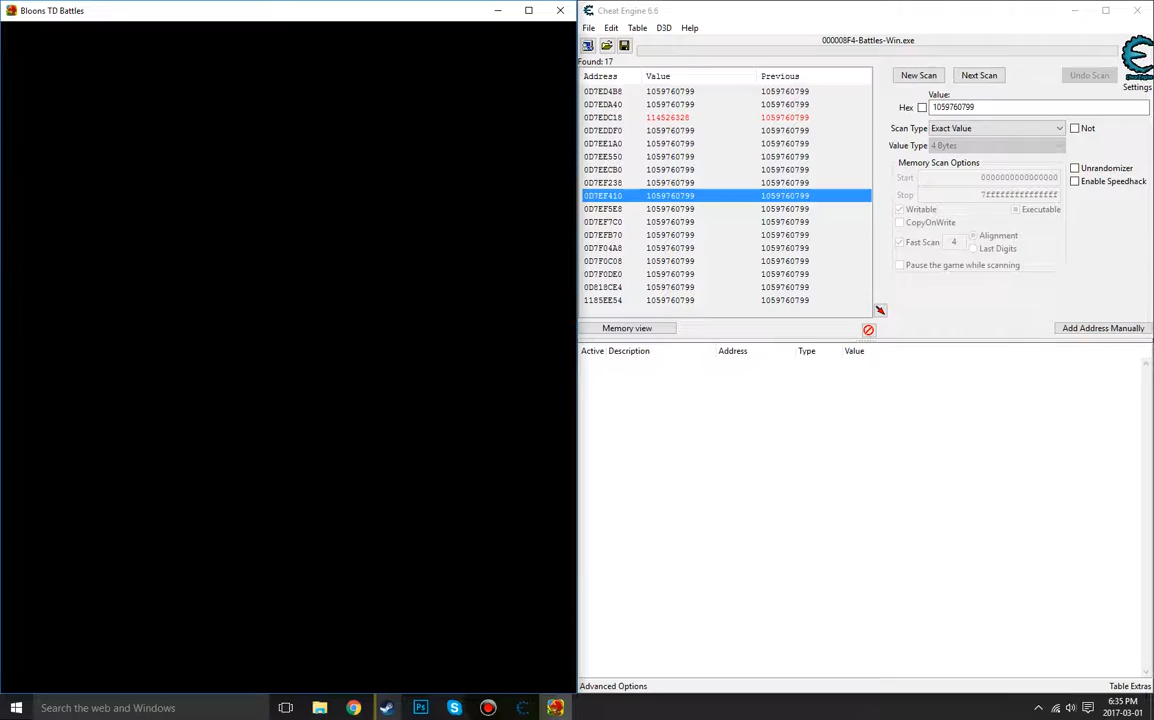 Bloons TD Battles
Cheat Engine 6.6
File Edit Table D3D Help
000008F4-Battles-Win.exe
Found: 17
Address Value Previous
0D7ED4B8 1059760799 1059760799
0D7EDA40 1059760799 1059760799
0D7EDC18 114526328 1059760799
0D7EDDF0 1059760799 1059760799
0D7EE1A0 1059760799 1059760799
0D7EE550 1059760799 1059760799
0D7EECB0 1059760799 1059760799
0D7EF238 1059760799 1059760799
0D7EF410 1059760799 1059760799
0D7EF5E8 1059760799 1059760799
0D7EF7C0 1059760799 1059760799
0D7EFB70 1059760799 1059760799
0D7F04A8 1059760799 1059760799
0D7F0C08 1059760799 1059760799
0D7F0DE0 1059760799 1059760799
0D818CE4 1059760799 1059760799
1185EE54 1059760799 1059760799
New Scan Next Scan Undo Scan
Cheat Engine
Settings
Value:
Hex 1059760799
Scan Type Exact Value Not
Value Type 4 Bytes
Memory Scan Options
Start 0000000000000000
Stop 7fffffffffffffff
Unrandomizer
Enable Speedhack
Writable Executable
CopyOnWrite
Fast Scan 4 Alignment
Last Digits
Pause the game while scanning
Memory view Add Address Manually
Active Description Address Type Value
Advanced Options Table Extras
Search the web and Windows
6:35 PM
2017-03-01